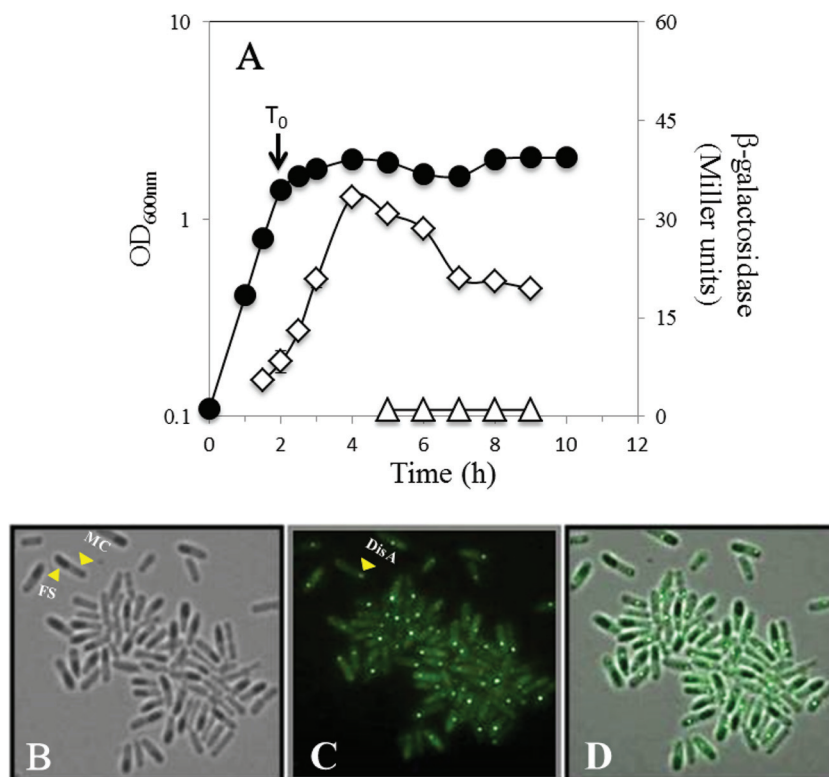 A
T0
10
1
0.1
OD600nm
60
45
30
15
0
β-galactosidase
(Miller units)
0 2 4 6 8 10 12
Time (h)
MC
FS
B
DisA
C
D